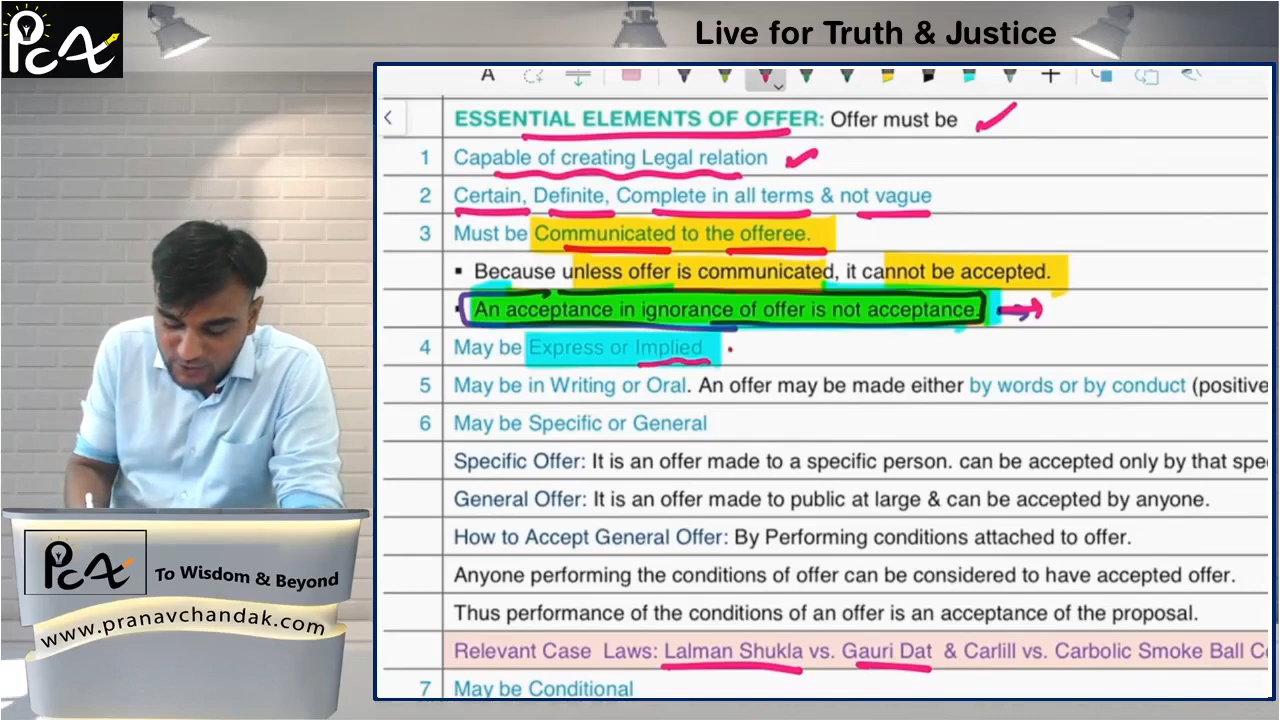 PCA
Live for Truth & Justice
A
ESSENTIAL ELEMENTS OF OFFER: Offer must be
1 Capable of creating Legal relation
2 Certain, Definite, Complete in all terms & not vague
3 Must be Communicated to the offeree.
▪ Because unless offer is communicated, it cannot be accepted.
▪ An acceptance in ignorance of offer is not acceptance.
4 May be Express or Implied
5 May be in Writing or Oral. An offer may be made either by words or by conduct (positive
6 May be Specific or General
Specific Offer: It is an offer made to a specific person. can be accepted only by that spe
General Offer: It is an offer made to public at large & can be accepted by anyone.
How to Accept General Offer: By Performing conditions attached to offer.
Anyone performing the conditions of offer can be considered to have accepted offer.
Thus performance of the conditions of an offer is an acceptance of the proposal.
Relevant Case Laws: Lalman Shukla vs. Gauri Dat & Carlill vs. Carbolic Smoke Ball C
7 May be Conditional
PCA To Wisdom & Beyond
www.pranavchandak.com